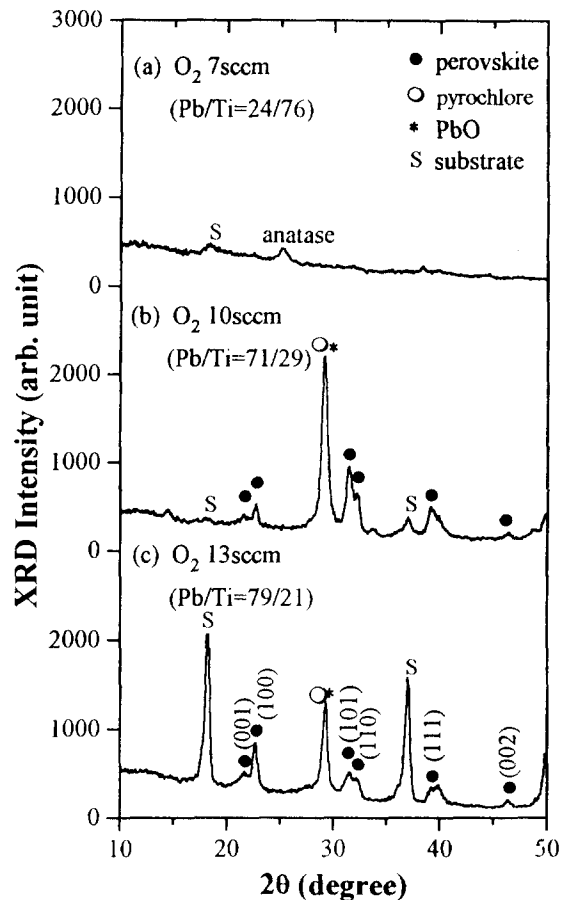 3000
(a) O2 7sccm
(Pb/Ti=24/76)
● perovskite
○ pyrochlore
* PbO
S substrate
2000
1000
S
anatase
0
(b) O2 10sccm
(Pb/Ti=71/29)
*
2000
1000
S
S
0
(c) O2 13sccm
(Pb/Ti=79/21)
2000
S
S
*
1000
(001)
(100)
(101)
(110)
(111)
(002)
0
10 20 30 40 50
2θ (degree)
XRD Intensity (arb. unit)